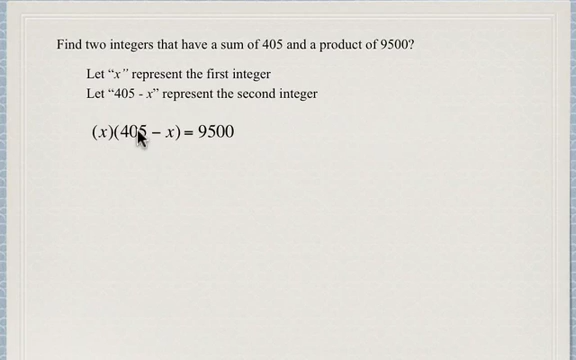 Find two integers that have a sum of 405 and a product of 9500?
Let “x” represent the first integer
Let “405 - x” represent the second integer
(x)(405 − x) = 9500